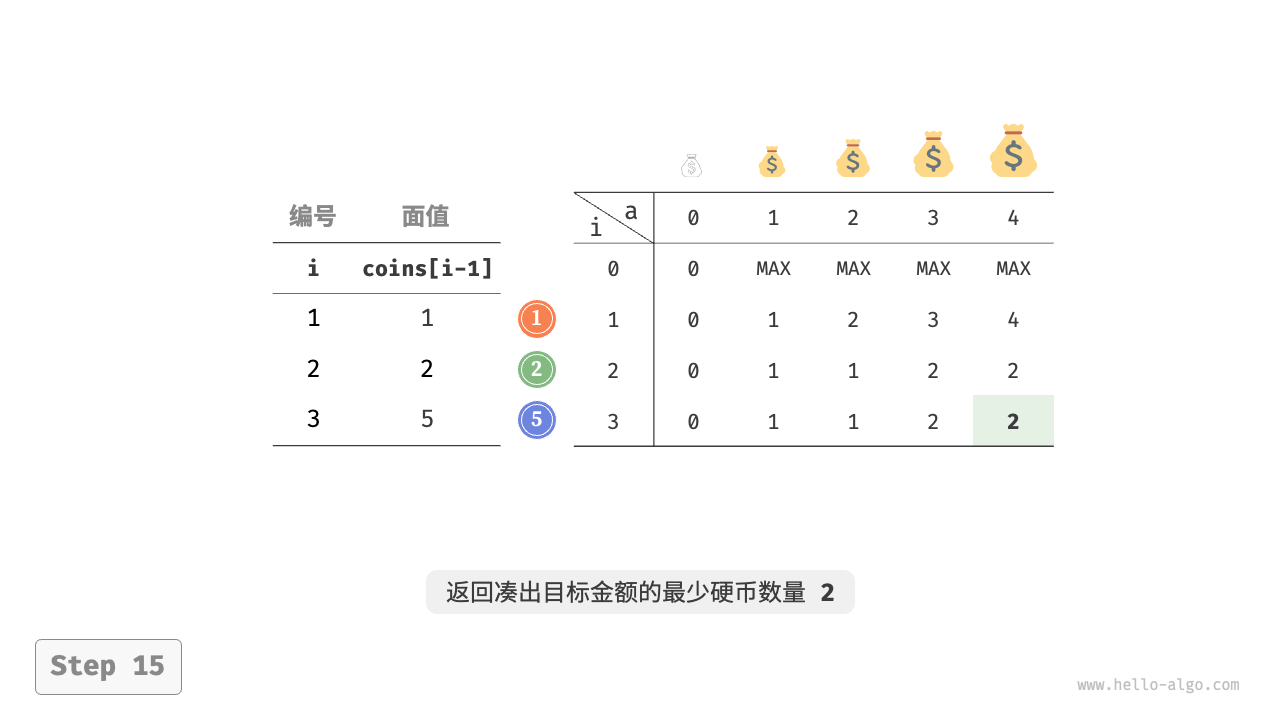 编号 面值
i coins[i-1]
1 1
2 2
3 5
1
2
5
$ $ $ $ $
a
i
0 1 2 3 4
0 0 MAX MAX MAX MAX
1 0 1 2 3 4
2 0 1 1 2 2
3 0 1 1 2 2
返回凑出目标金额的最少硬币数量 2
Step 15
www.hello-algo.com